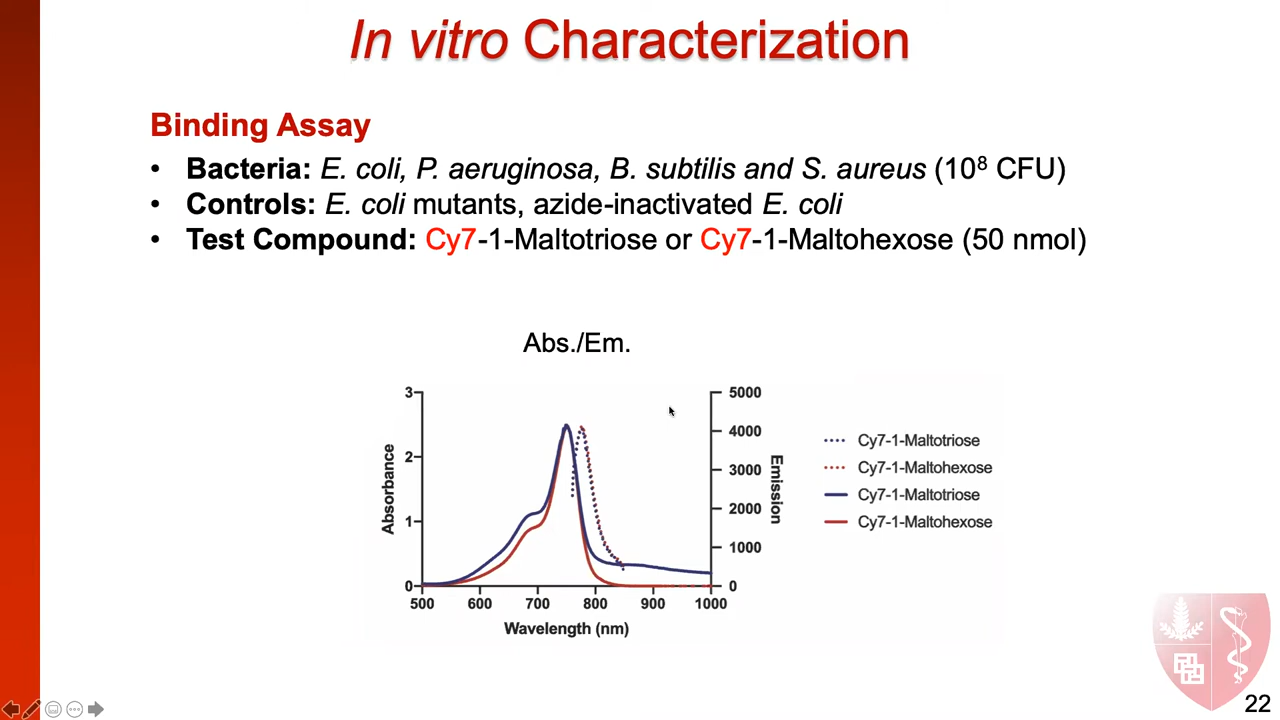 In vitro Characterization
Binding Assay
• Bacteria: E. coli, P. aeruginosa, B. subtilis and S. aureus (10⁸ CFU)
• Controls: E. coli mutants, azide-inactivated E. coli
• Test Compound: Cy7-1-Maltotriose or Cy7-1-Maltohexose (50 nmol)
Abs./Em.
3
2
1
0
Absorbance
5000
4000
3000
2000
1000
0
Emission
500 600 700 800 900 1000
Wavelength (nm)
Cy7-1-Maltotriose
Cy7-1-Maltohexose
Cy7-1-Maltotriose
Cy7-1-Maltohexose
22